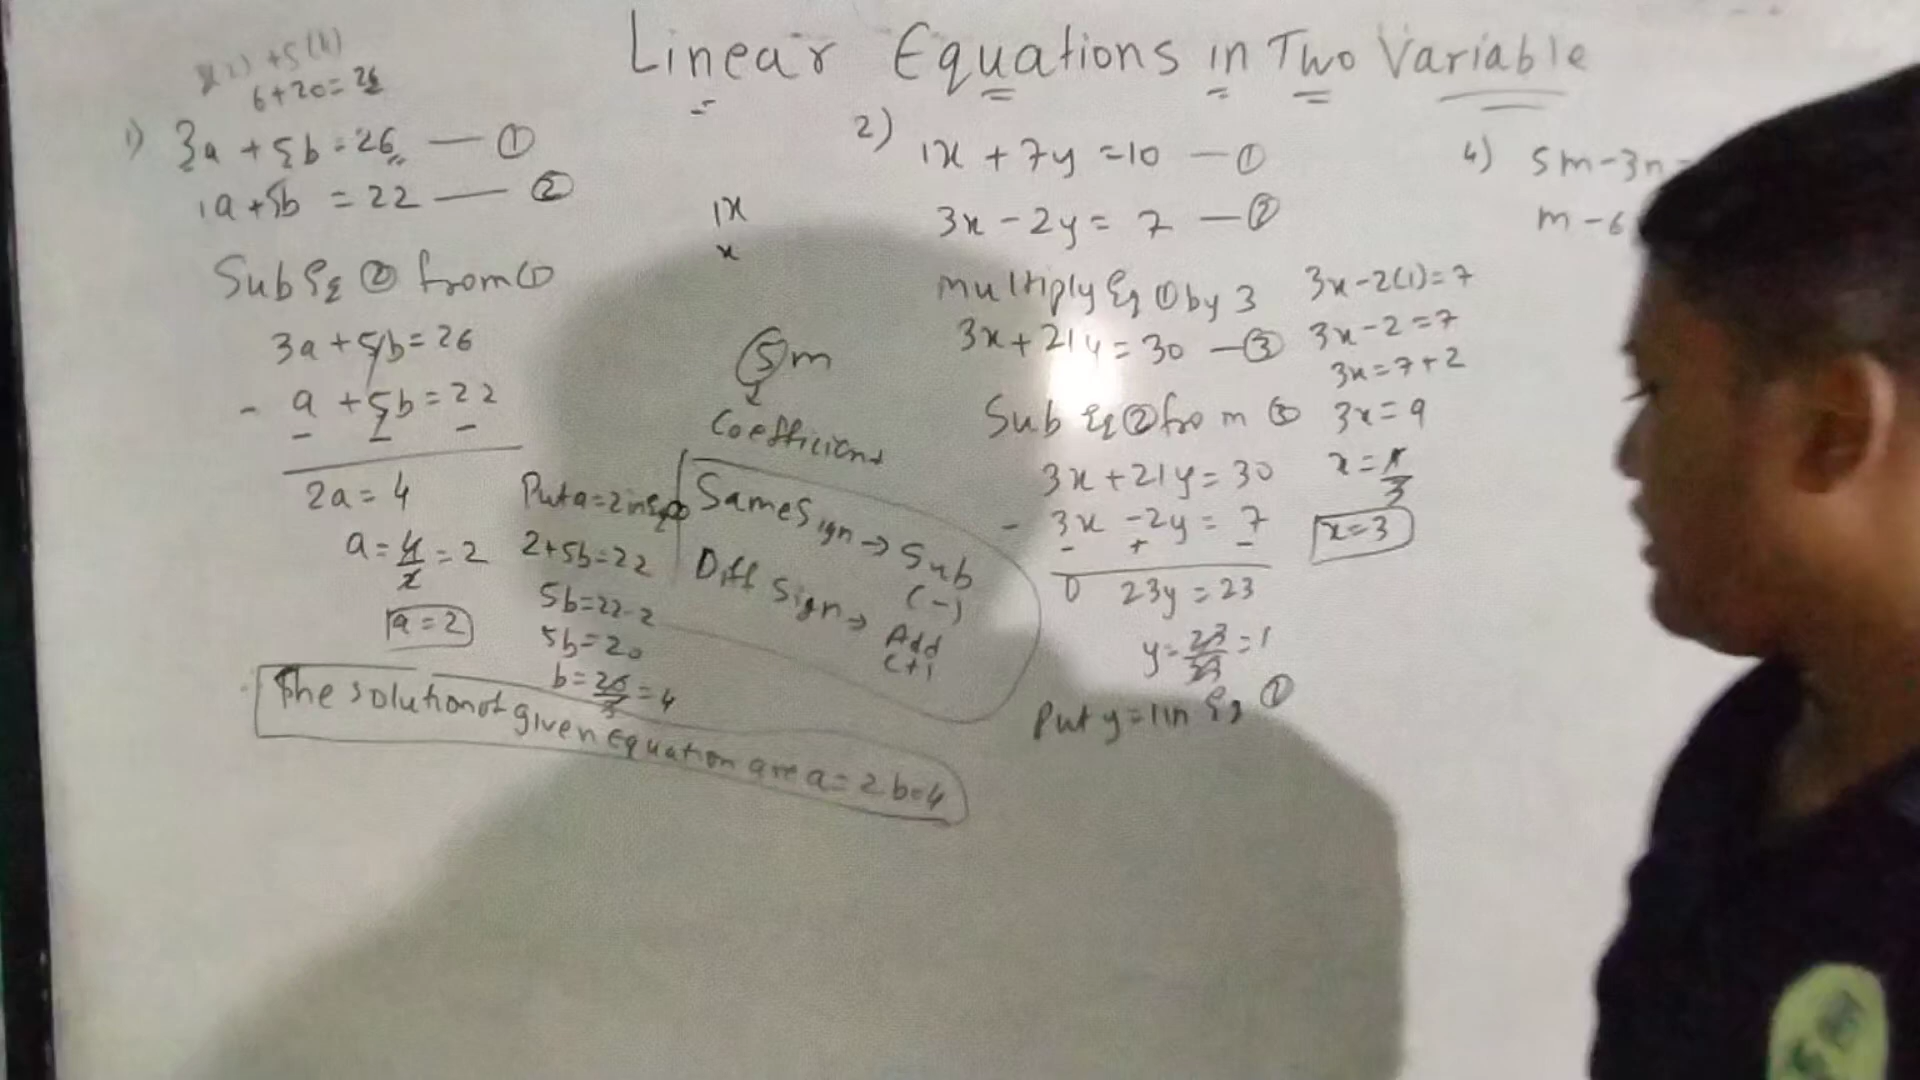 Linear Equations in Two Variable
6+20=26
1) 3a + 5b = 26 — ①
1a + 5b = 22 — ②
Sub Eq ② from ①
3a + 5b = 26
- a + 5b = 22
- - -
2a = 4
a = 4/2 = 2
a = 2
Put a = 2 in Eq
2 + 5b = 22
5b = 22 - 2
5b = 20
b = 20/5 = 4
The solution of given Equation are a = 2 b = 4
1x
x
5m
Coefficient
Same Sign → Sub
(-)
Diff Sign → Add
(+)
2) 1x + 7y = 10 — ①
3x - 2y = 7 — ②
multiply Eq ① by 3
3x + 21y = 30 — ③
Sub Eq ② from ③
3x + 21y = 30
- 3x - 2y = 7
- + -
0 23y = 23
y = 23/23 = 1
Put y = 1 in Eq
3x - 2(1) = 7
3x - 2 = 7
3x = 7 + 2
3x = 9
x = 3
4) 5m - 3n
m - 6